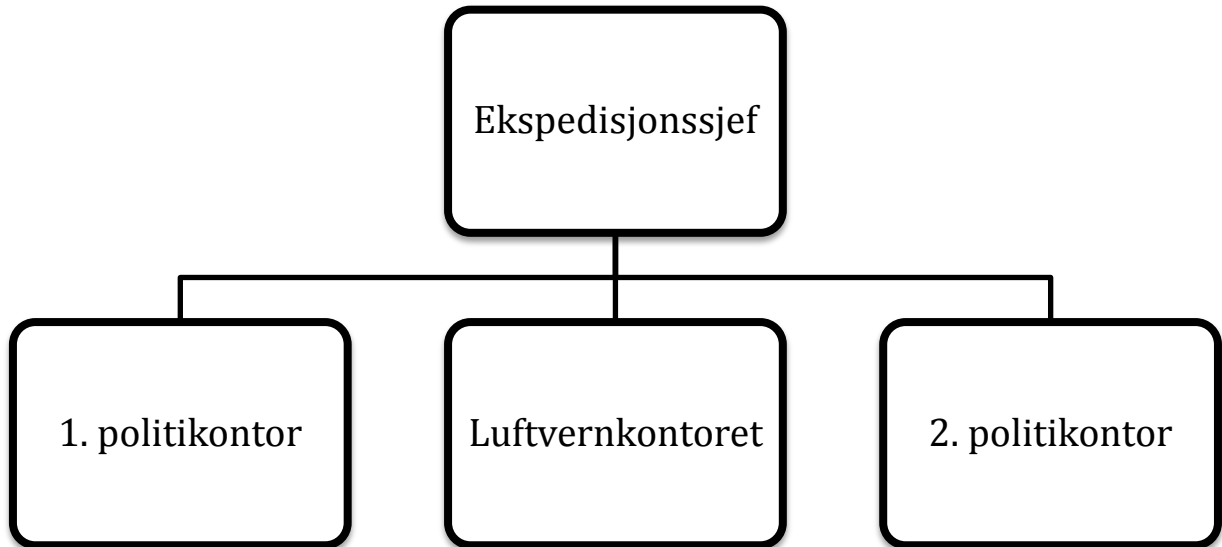 Ekspedisjonssjef
1. politikontor
Luftvernkontoret
2. politikontor